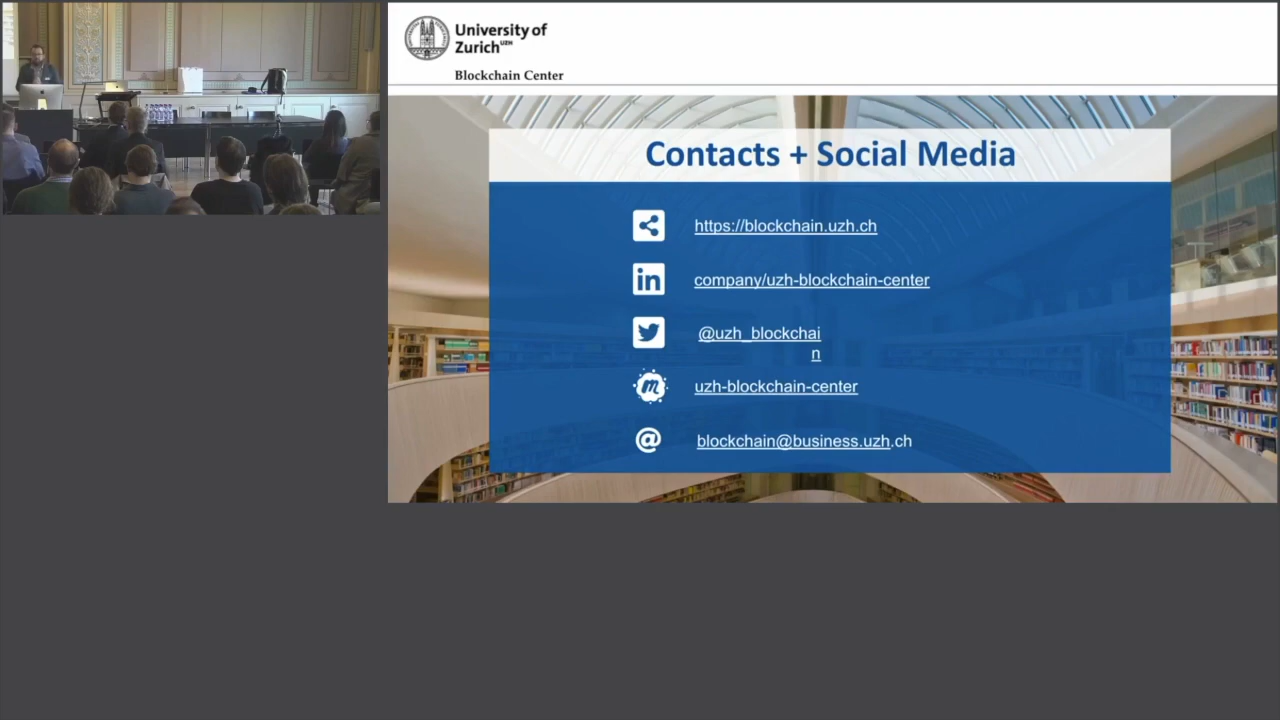 University of
Zurich UZH
Blockchain Center
Contacts + Social Media
https://blockchain.uzh.ch
in
company/uzh-blockchain-center
@uzh_blockchai
n
m
uzh-blockchain-center
@
blockchain@business.uzh.ch